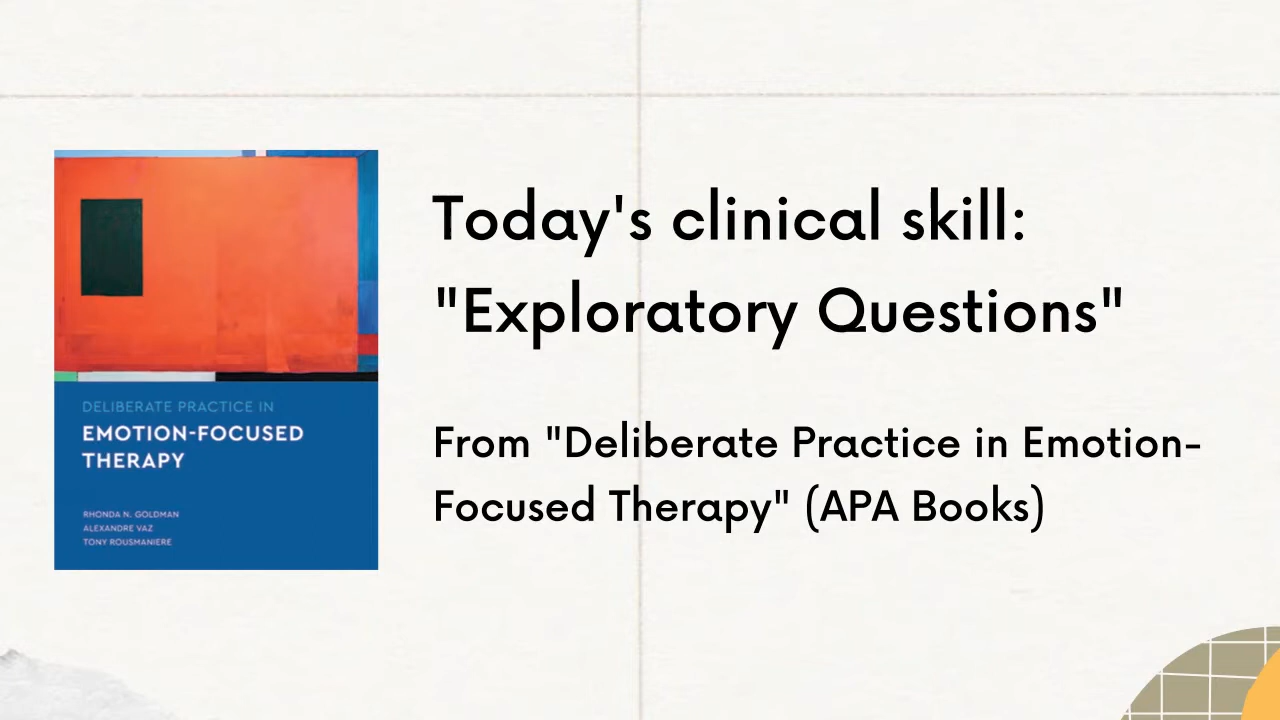 DELIBERATE PRACTICE IN
EMOTION-FOCUSED
THERAPY
RHONDA N. GOLDMAN
ALEXANDRE VAZ
TONY ROUSMANIERE
Today's clinical skill:
"Exploratory Questions"
From "Deliberate Practice in Emotion-
Focused Therapy" (APA Books)